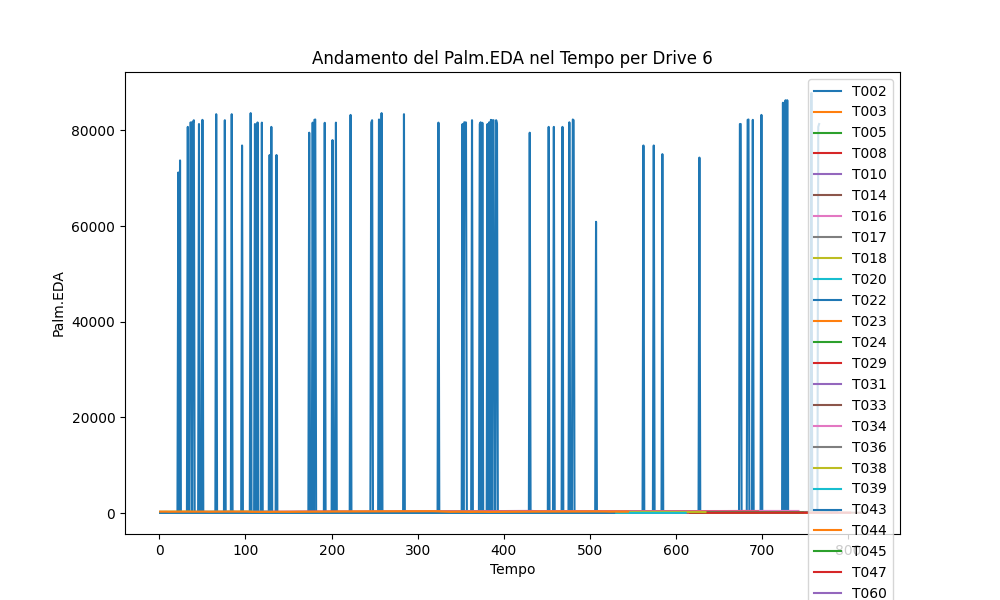 Andamento del Palm.EDA nel Tempo per Drive 6
Palm.EDA
80000
60000
40000
20000
0
0
100
200
300
400
500
600
700
800
Tempo
T002
T003
T005
T008
T010
T014
T016
T017
T018
T020
T022
T023
T024
T029
T031
T033
T034
T036
T038
T039
T043
T044
T045
T047
T060